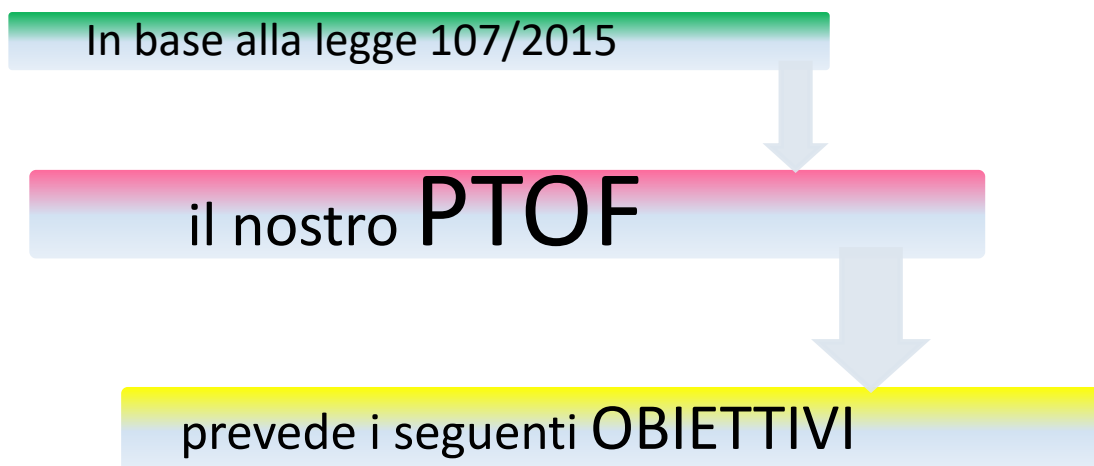 In base alla legge 107/2015
il nostro PTOF
prevede i seguenti OBIETTIVI